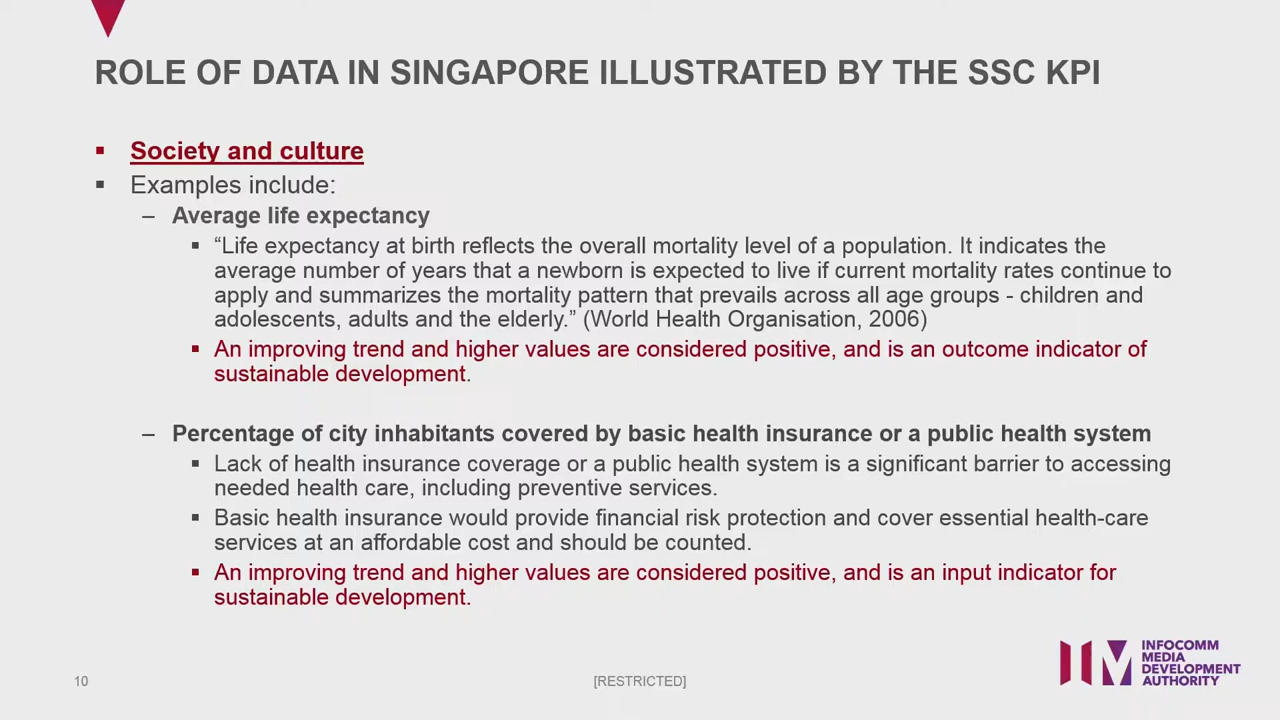 ROLE OF DATA IN SINGAPORE ILLUSTRATED BY THE SSC KPI
▪ Society and culture
▪ Examples include:
– Average life expectancy
▪ “Life expectancy at birth reflects the overall mortality level of a population. It indicates the
average number of years that a newborn is expected to live if current mortality rates continue to
apply and summarizes the mortality pattern that prevails across all age groups - children and
adolescents, adults and the elderly.” (World Health Organisation, 2006)
▪ An improving trend and higher values are considered positive, and is an outcome indicator of
sustainable development.
– Percentage of city inhabitants covered by basic health insurance or a public health system
▪ Lack of health insurance coverage or a public health system is a significant barrier to accessing
needed health care, including preventive services.
▪ Basic health insurance would provide financial risk protection and cover essential health-care
services at an affordable cost and should be counted.
▪ An improving trend and higher values are considered positive, and is an input indicator for
sustainable development.
10
[RESTRICTED]
INFOCOMM
MEDIA
DEVELOPMENT
AUTHORITY